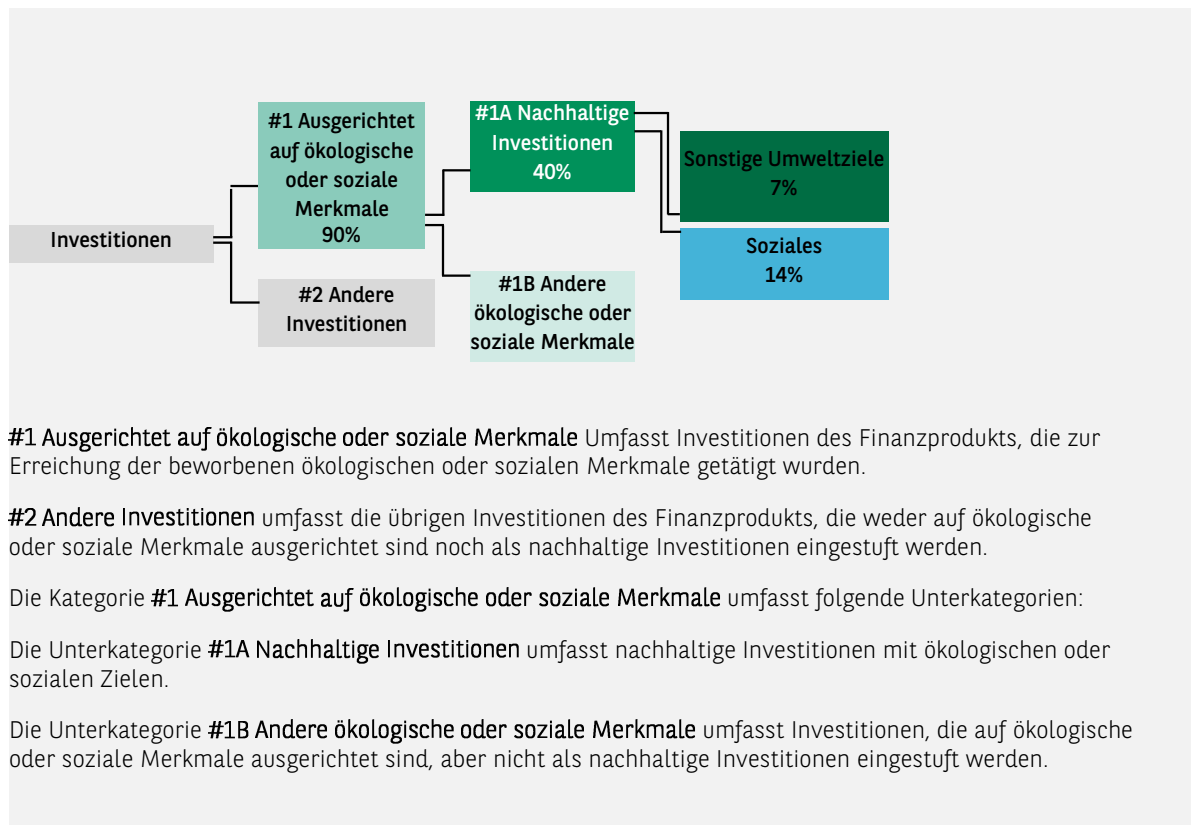 #1 Ausgerichtet
auf ökologische
oder soziale
Merkmale
90%
#1A Nachhaltige
Investitionen
40%
Sonstige Umweltziele
7%
Investitionen
Soziales
14%
#2 Andere
Investitionen
#1B Andere
ökologische oder
soziale Merkmale
#1 Ausgerichtet auf ökologische oder soziale Merkmale Umfasst Investitionen des Finanzprodukts, die zur
Erreichung der beworbenen ökologischen oder sozialen Merkmale getätigt wurden.
#2 Andere Investitionen umfasst die übrigen Investitionen des Finanzprodukts, die weder auf ökologische
oder soziale Merkmale ausgerichtet sind noch als nachhaltige Investitionen eingestuft werden.
Die Kategorie #1 Ausgerichtet auf ökologische oder soziale Merkmale umfasst folgende Unterkategorien:
Die Unterkategorie #1A Nachhaltige Investitionen umfasst nachhaltige Investitionen mit ökologischen oder
sozialen Zielen.
Die Unterkategorie #1B Andere ökologische oder soziale Merkmale umfasst Investitionen, die auf ökologische
oder soziale Merkmale ausgerichtet sind, aber nicht als nachhaltige Investitionen eingestuft werden.